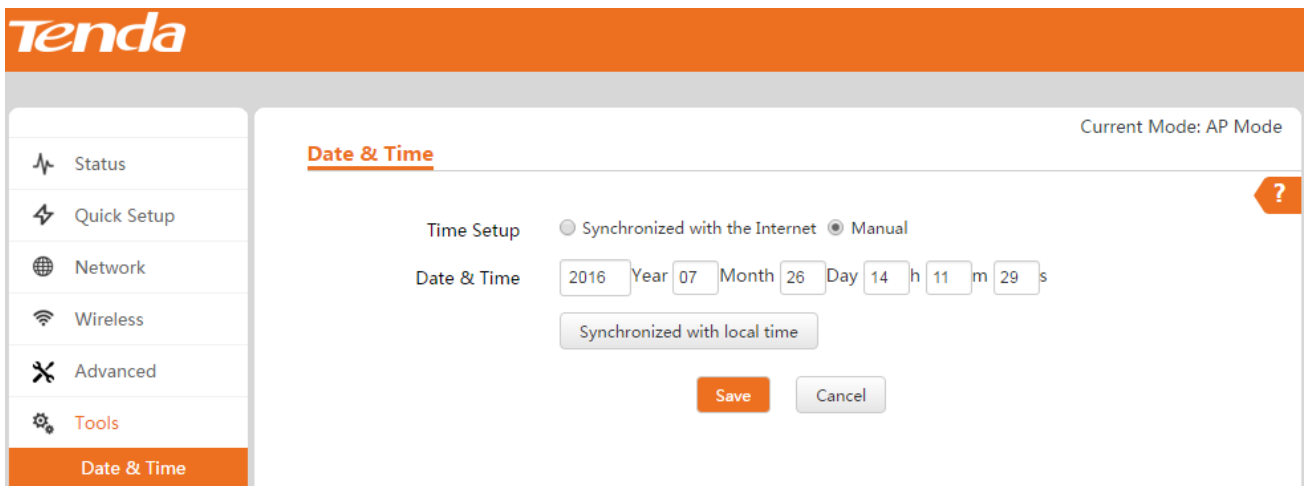 Tenda
Current Mode: AP Mode
Status
Quick Setup
Network
Wireless
Advanced
Tools
Date & Time
Date & Time
?
Time Setup Synchronized with the Internet Manual
Date & Time 2016 Year 07 Month 26 Day 14 h 11 m 29 s
Synchronized with local time
Save Cancel